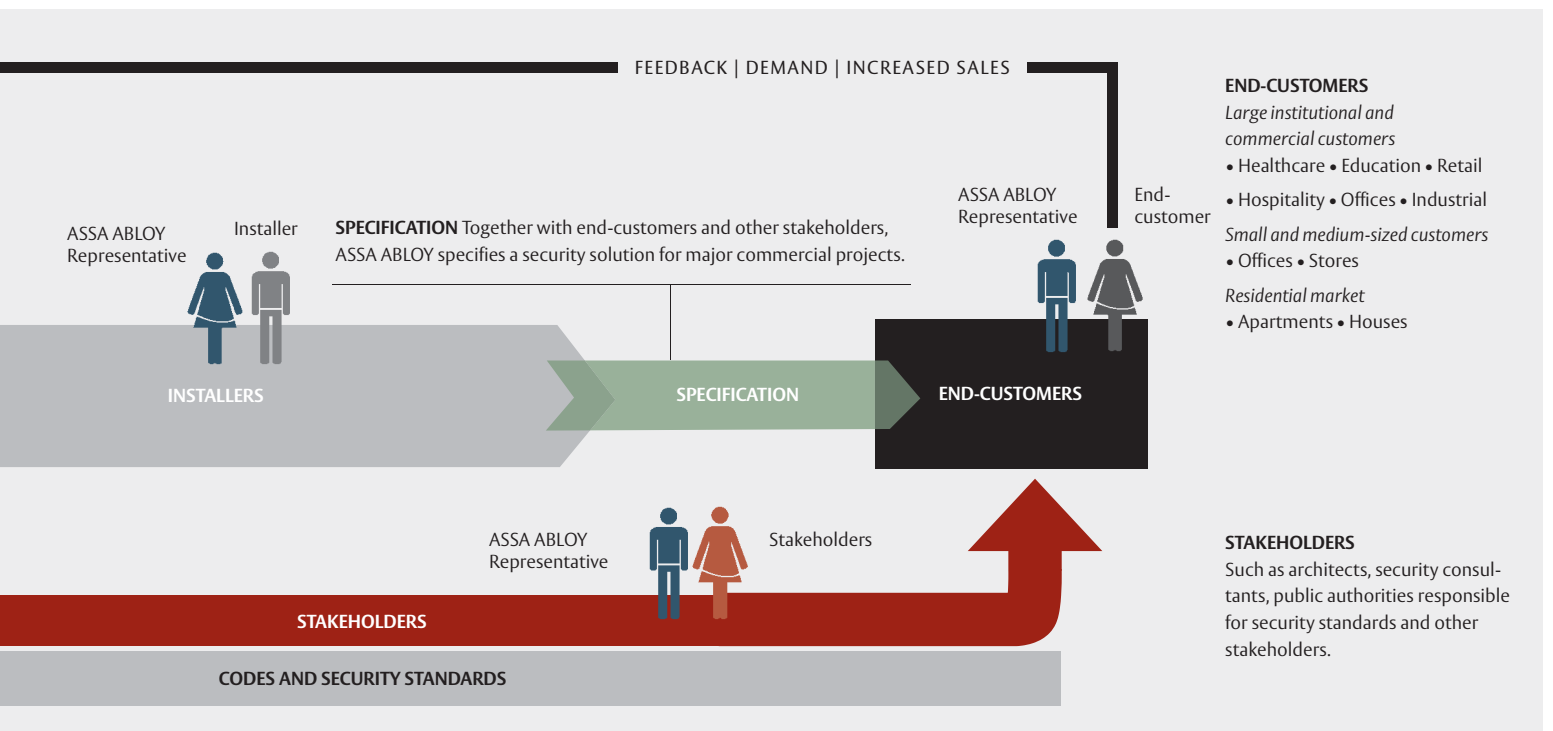 FEEDBACK | DEMAND | INCREASED SALES
ASSA ABLOY
Representative
Installer
SPECIFICATION Together with end-customers and other stakeholders,
ASSA ABLOY specifies a security solution for major commercial projects.
ASSA ABLOY
Representative
End-
customer
INSTALLERS
SPECIFICATION
END-CUSTOMERS
ASSA ABLOY
Representative
Stakeholders
STAKEHOLDERS
CODES AND SECURITY STANDARDS
END-CUSTOMERS
Large institutional and
commercial customers
• Healthcare • Education • Retail
• Hospitality • Offices • Industrial
Small and medium-sized customers
• Offices • Stores
Residential market
• Apartments • Houses
STAKEHOLDERS
Such as architects, security consul-
tants, public authorities responsible
for security standards and other
stakeholders.